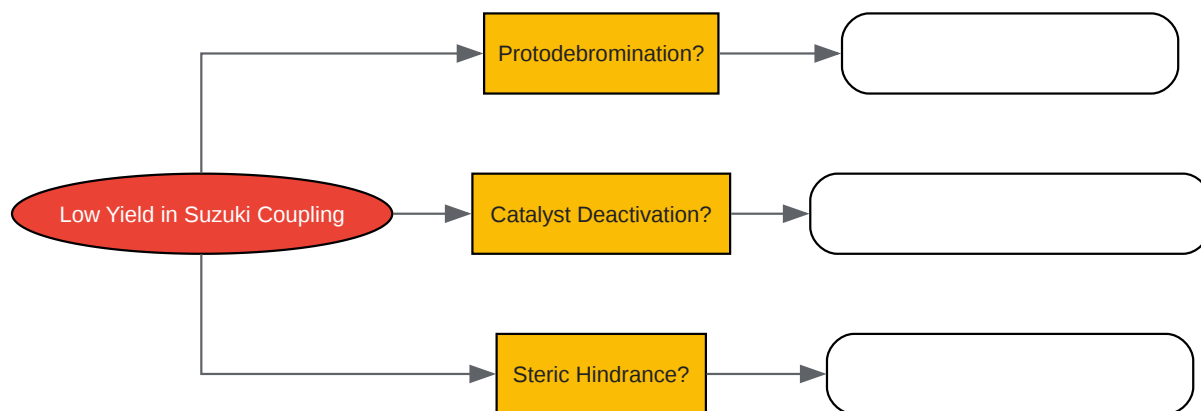 Protodebromination?
Low Yield in Suzuki Coupling
Catalyst Deactivation?
Steric Hindrance?